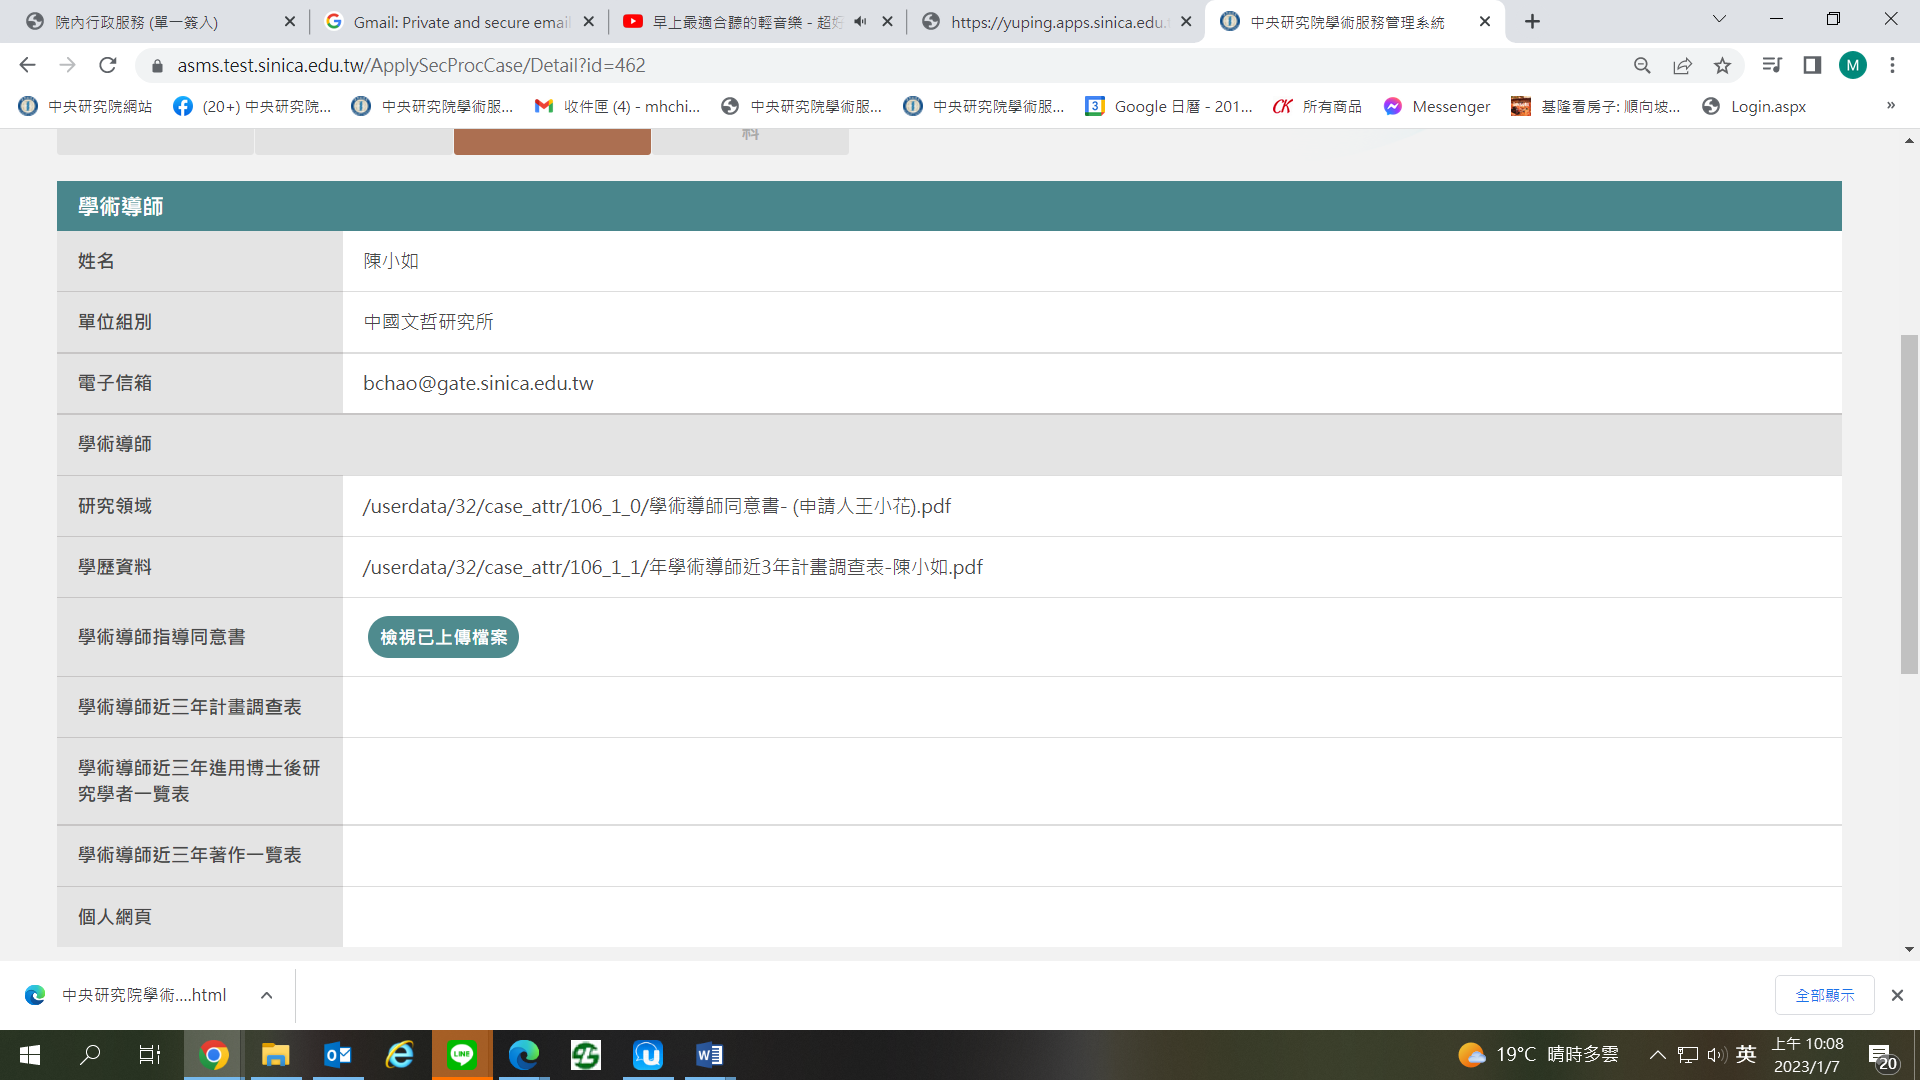 院內行政服務 (單一簽入)
Gmail: Private and secure email
早上最適合聽的輕音樂 - 超好
https://yuping.apps.sinica.edu.t
中央研究院學術服務管理系統
asms.test.sinica.edu.tw/ApplySecProcCase/Detail?id=462
M
中央研究院網站
(20+) 中央研究院...
中央研究院學術服...
收件匣 (4) - mhchi...
中央研究院學術服...
中央研究院學術服...
3
Google 日曆 - 201...
CK
所有商品
Messenger
基隆看房子: 順向坡...
Login.aspx
»
料
學術導師
姓名
陳小如
單位組別
中國文哲研究所
電子信箱
bchao@gate.sinica.edu.tw
學術導師
研究領域
/userdata/32/case_attr/106_1_0/學術導師同意書- (申請人王小花).pdf
學歷資料
/userdata/32/case_attr/106_1_1/年學術導師近3年計畫調查表-陳小如.pdf
學術導師指導同意書
檢視已上傳檔案
學術導師近三年計畫調查表
學術導師近三年進用博士後研
究學者一覽表
學術導師近三年著作一覽表
個人網頁
中央研究院學術....html
全部顯示
LINE
19°C 晴時多雲
英
上午 10:08
2023/1/7
20